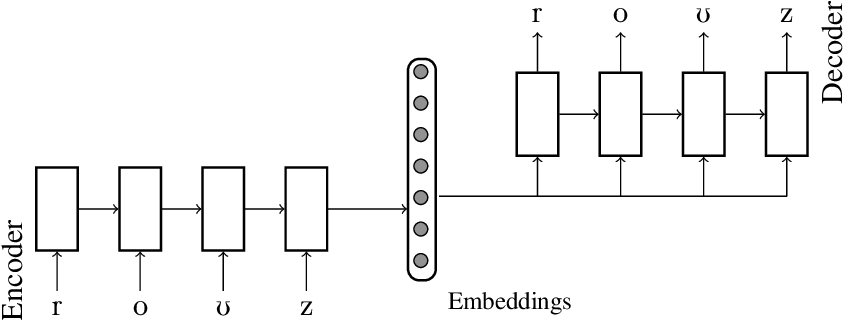 r o ʊ z
Decoder
Encoder
r o ʊ z
Embeddings